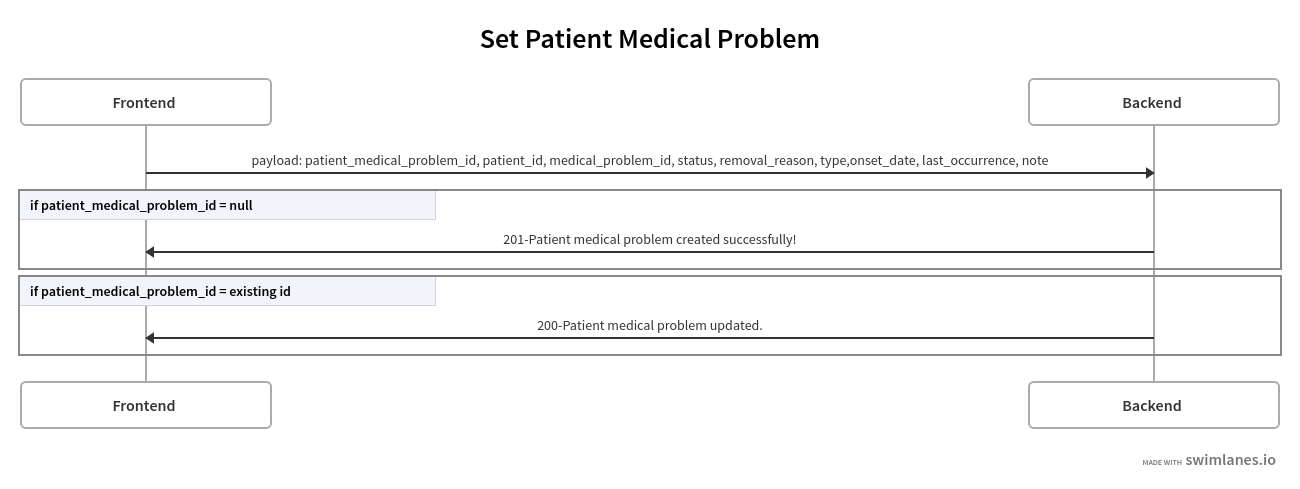 Set Patient Medical Problem
Frontend
Backend
payload: patient_medical_problem_id, patient_id, medical_problem_id, status, removal_reason, type,onset_date, last_occurrence, note
if patient_medical_problem_id = null
201-Patient medical problem created successfully!
if patient_medical_problem_id = existing id
200-Patient medical problem updated.
Frontend
Backend
MADE WITH swimlanes.io